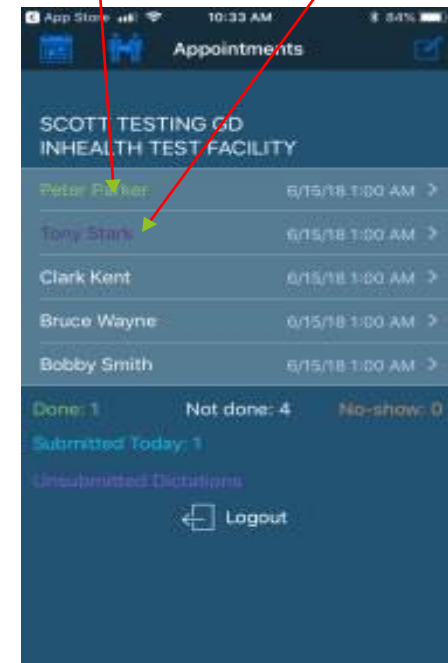 App Store 10:33 AM 84%
Appointments
SCOTT TESTING GD
INHEALTH TEST FACILITY
Peter Parker 6/15/18 1:00 AM
Tony Stark 6/15/18 1:00 AM
Clark Kent 6/15/18 1:00 AM
Bruce Wayne 6/15/18 1:00 AM
Bobby Smith 6/15/18 1:00 AM
Done: 1 Not done: 4 No-show: 0
Submitted Today: 1
Unsubmitted Dictations
Logout